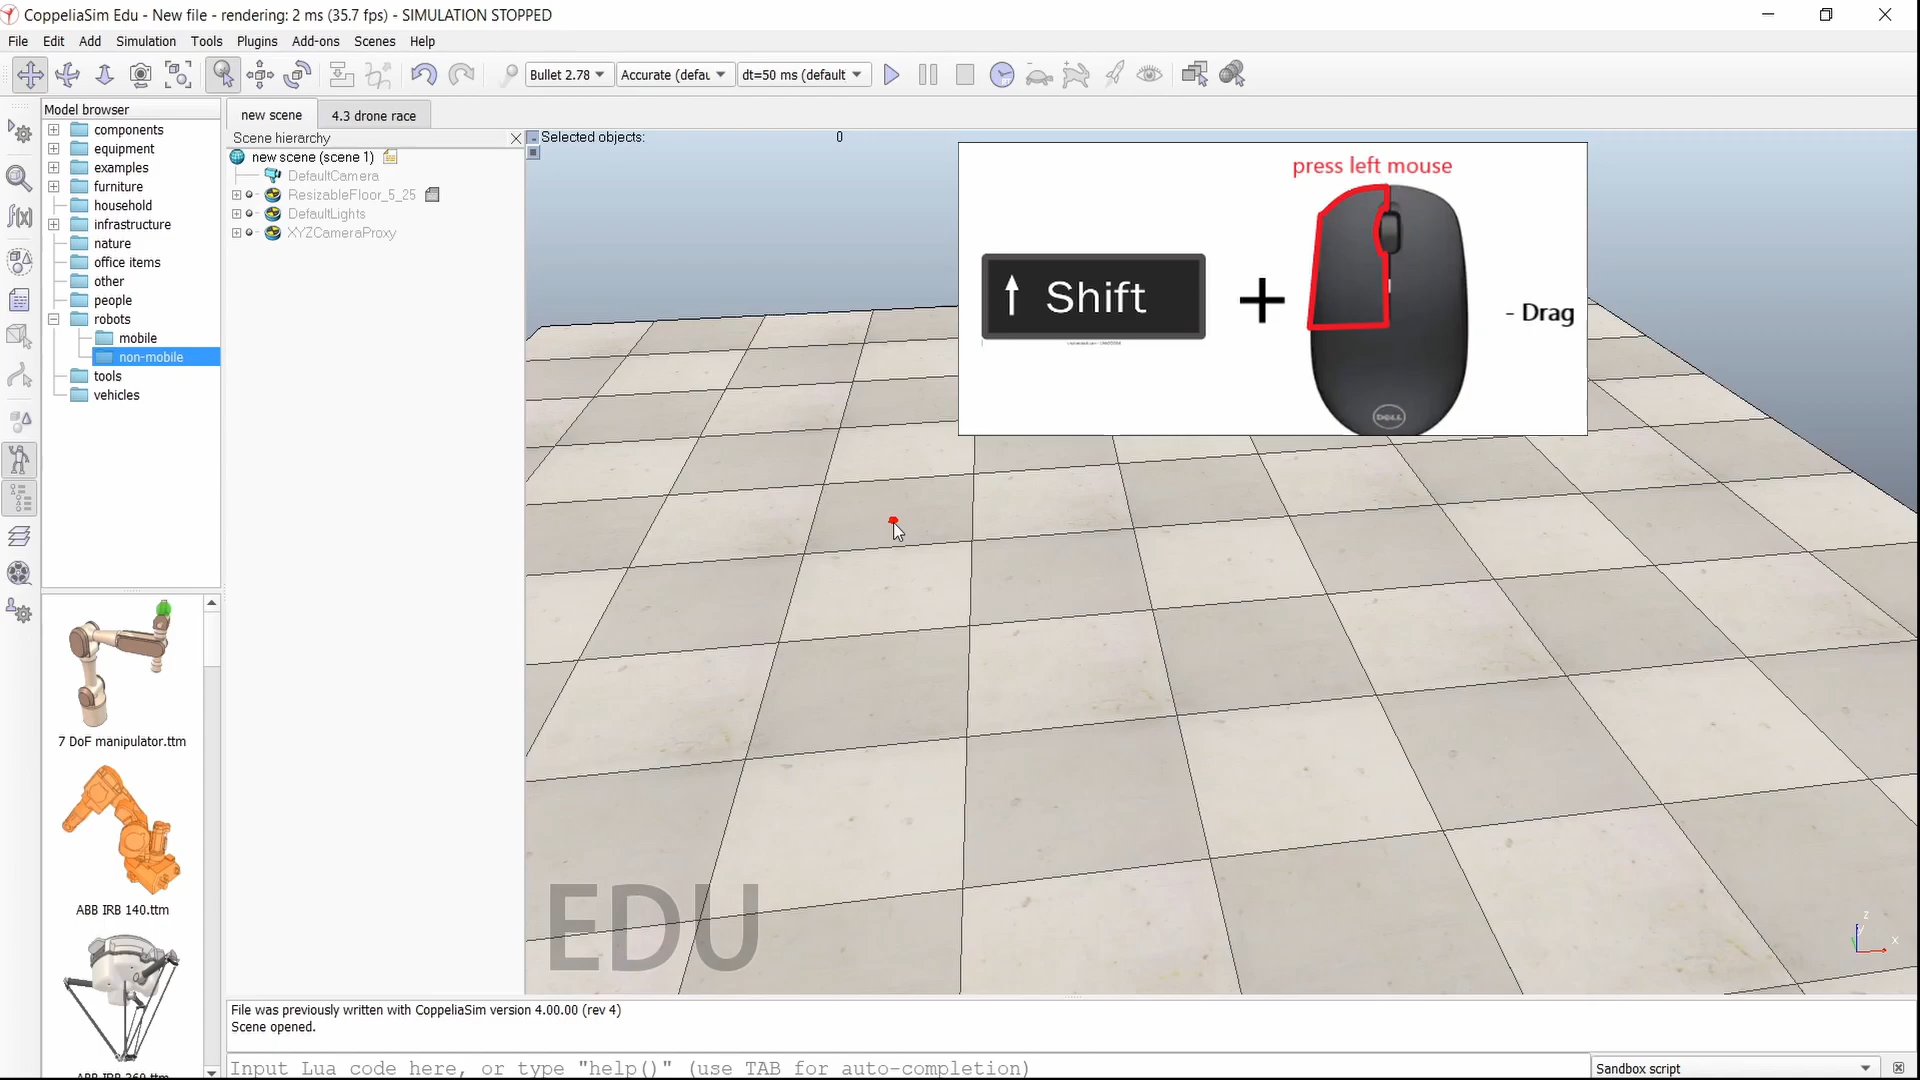 CoppeliaSim Edu - New file - rendering: 2 ms (35.7 fps) - SIMULATION STOPPED
File Edit Add Simulation Tools Plugins Add-ons Scenes Help
Bullet 2.78 Accurate (defau dt=50 ms (default
Model browser
components
equipment
examples
furniture
household
infrastructure
nature
office items
other
people
robots
mobile
non-mobile
tools
vehicles
7 DoF manipulator.ttm
ABB IRB 140.ttm
ABB IRB 360.ttm
new scene 4.3 drone race
Scene hierarchy
new scene (scene 1)
DefaultCamera
ResizableFloor_5_25
DefaultLights
XYZCameraProxy
Selected objects: 0
press left mouse
Shift + - Drag
DELL
EDU
z
y
x
File was previously written with CoppeliaSim version 4.00.00 (rev 4)
Scene opened.
Input Lua code here, or type "help()" (use TAB for auto-completion)
Sandbox script